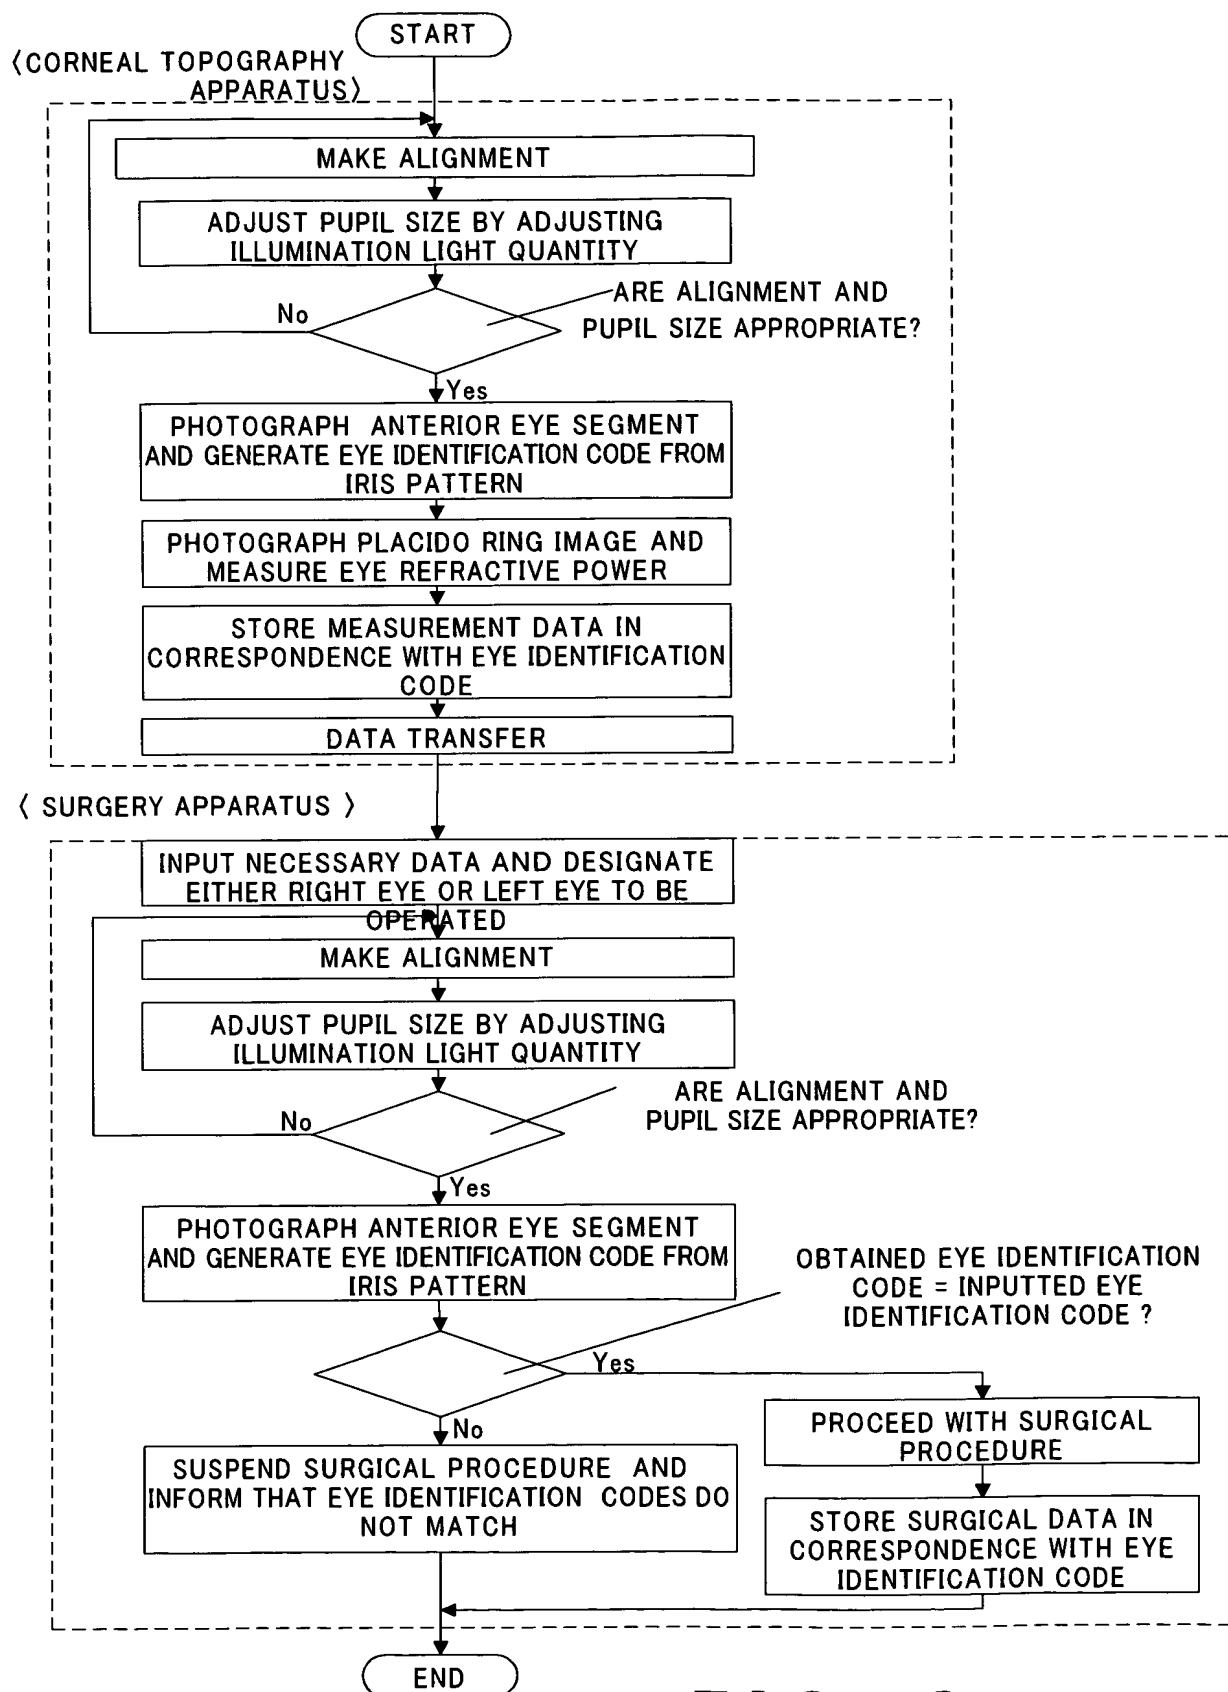 START
〈CORNEAL TOPOGRAPHY
APPARATUS〉
MAKE ALIGNMENT
ADJUST PUPIL SIZE BY ADJUSTING
ILLUMINATION LIGHT QUANTITY
No
ARE ALIGNMENT AND
PUPIL SIZE APPROPRIATE?
Yes
PHOTOGRAPH ANTERIOR EYE SEGMENT
AND GENERATE EYE IDENTIFICATION CODE FROM
IRIS PATTERN
PHOTOGRAPH PLACIDO RING IMAGE AND
MEASURE EYE REFRACTIVE POWER
STORE MEASUREMENT DATA IN
CORRESPONDENCE WITH EYE IDENTIFICATION
CODE
DATA TRANSFER
〈 SURGERY APPARATUS 〉
INPUT NECESSARY DATA AND DESIGNATE
EITHER RIGHT EYE OR LEFT EYE TO BE
OPERATED
MAKE ALIGNMENT
ADJUST PUPIL SIZE BY ADJUSTING
ILLUMINATION LIGHT QUANTITY
No
ARE ALIGNMENT AND
PUPIL SIZE APPROPRIATE?
Yes
PHOTOGRAPH ANTERIOR EYE SEGMENT
AND GENERATE EYE IDENTIFICATION CODE FROM
IRIS PATTERN
OBTAINED EYE IDENTIFICATION
CODE = INPUTTED EYE
IDENTIFICATION CODE ?
Yes
No
PROCEED WITH SURGICAL
PROCEDURE
SUSPEND SURGICAL PROCEDURE AND
INFORM THAT EYE IDENTIFICATION CODES DO
NOT MATCH
STORE SURGICAL DATA IN
CORRESPONDENCE WITH EYE
IDENTIFICATION CODE
END